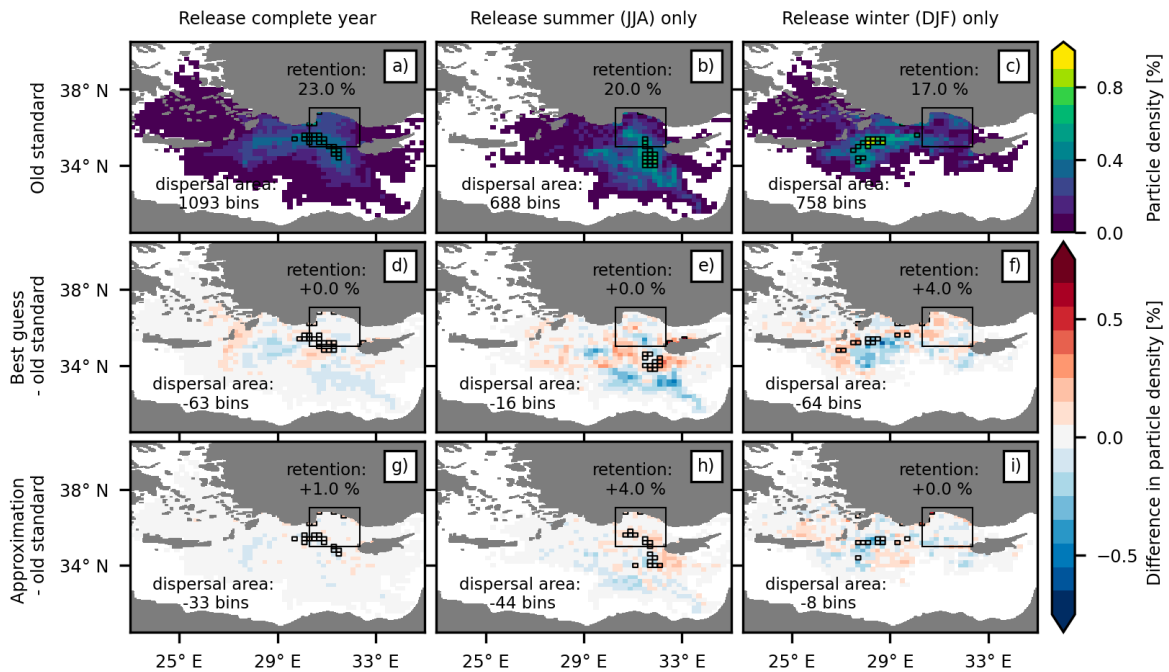 Release complete year
Release summer (JJA) only
Release winter (DJF) only
Old standard
38° N
34° N
a)
retention:
23.0 %
dispersal area:
1093 bins
b)
retention:
20.0 %
dispersal area:
688 bins
c)
retention:
17.0 %
dispersal area:
758 bins
0.8
0.4
0.0
Particle density [%]
Best guess
- old standard
38° N
34° N
d)
retention:
+0.0 %
dispersal area:
-63 bins
e)
retention:
+0.0 %
dispersal area:
-16 bins
f)
retention:
+4.0 %
dispersal area:
-64 bins
Approximation
- old standard
38° N
34° N
g)
retention:
+1.0 %
dispersal area:
-33 bins
h)
retention:
+4.0 %
dispersal area:
-44 bins
i)
retention:
+0.0 %
dispersal area:
-8 bins
0.5
0.0
−0.5
Difference in particle density [%]
25° E
29° E
33° E
25° E
29° E
33° E
25° E
29° E
33° E